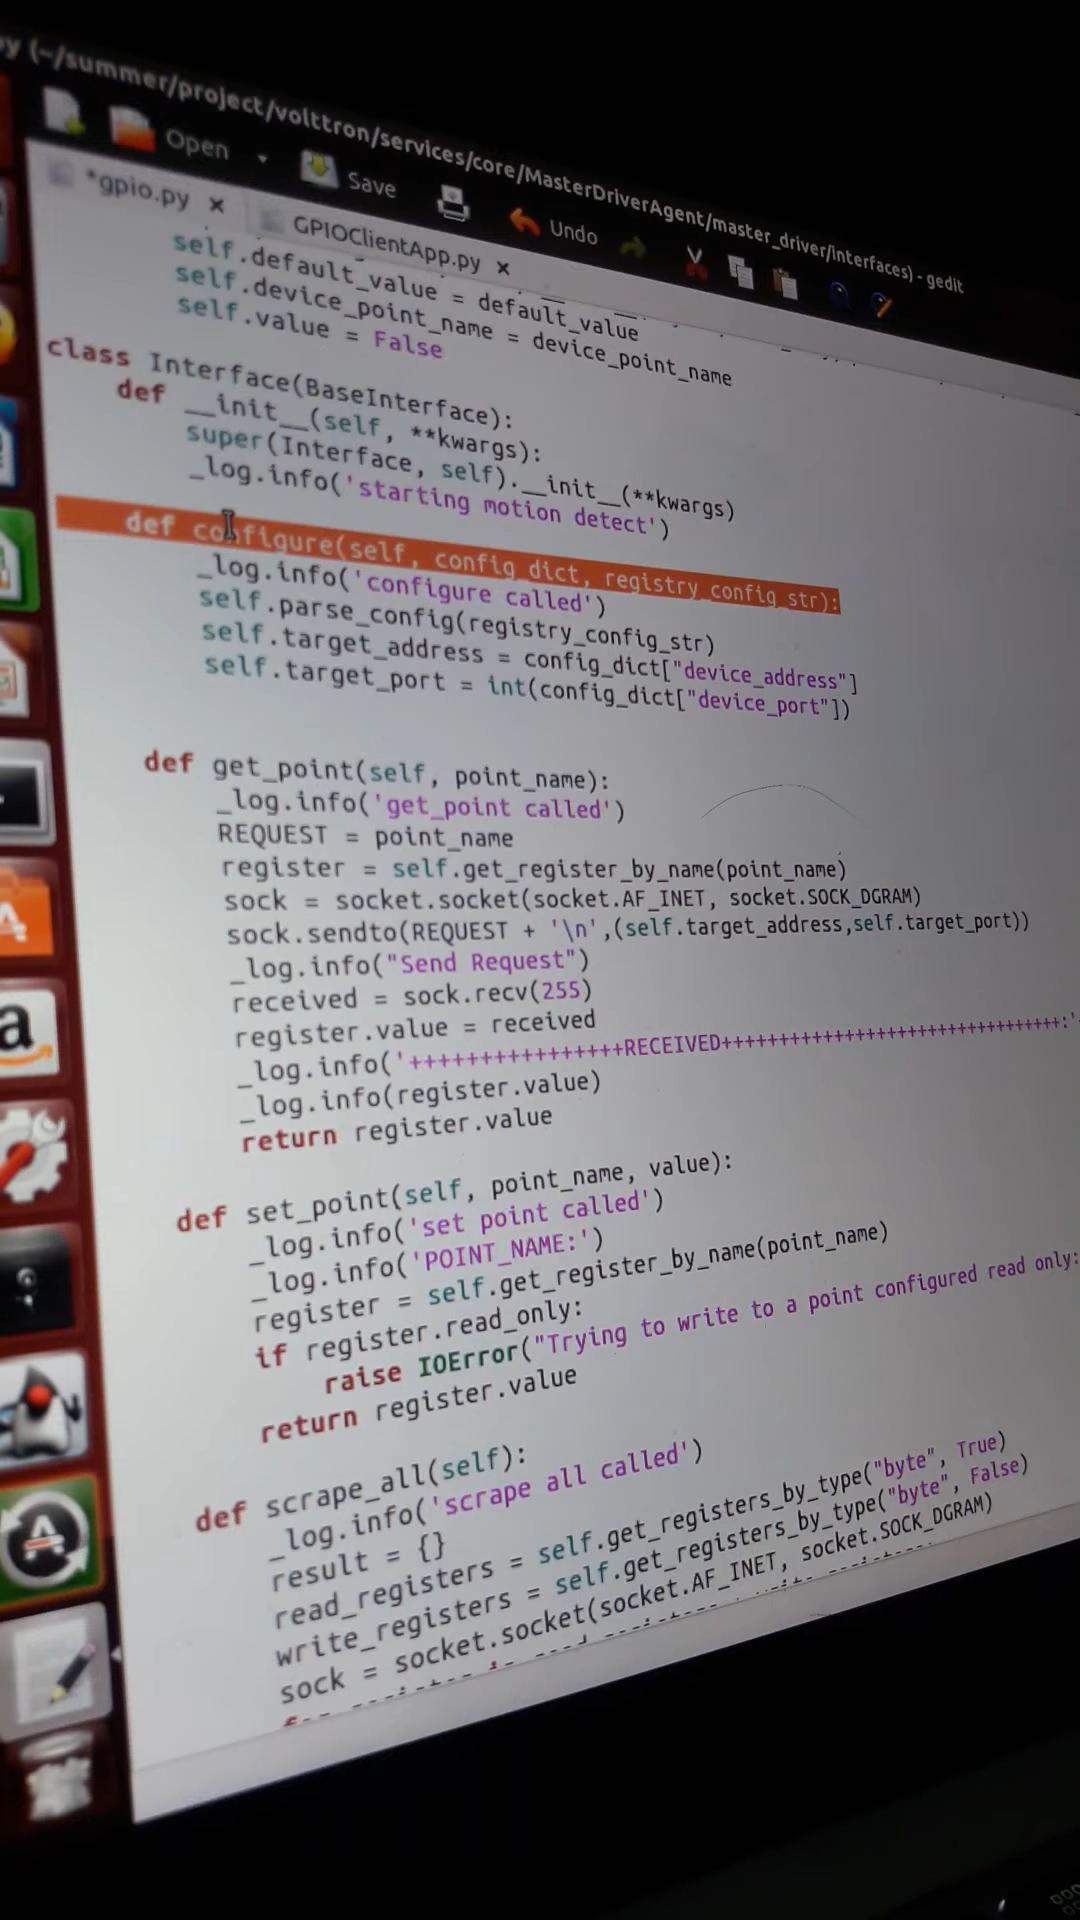 py (~/summer/project/volttron/services/core/MasterDriverAgent/master_driver/interfaces) - gedit
Open Save Undo
*gpio.py × GPIOClientApp.py ×
self.default_value = default_value
self.device_point_name = device_point_name
self.value = False
class Interface(BaseInterface):
def __init__(self, **kwargs):
super(Interface, self).__init__(**kwargs)
_log.info('starting motion detect')
def configure(self, config_dict, registry_config_str):
_log.info('configure called')
self.parse_config(registry_config_str)
self.target_address = config_dict["device_address"]
self.target_port = int(config_dict["device_port"])
def get_point(self, point_name):
_log.info('get_point called')
REQUEST = point_name
register = self.get_register_by_name(point_name)
sock = socket.socket(socket.AF_INET, socket.SOCK_DGRAM)
sock.sendto(REQUEST + '\n',(self.target_address,self.target_port))
_log.info("Send Request")
received = sock.recv(255)
register.value = received
_log.info('++++++++++++++++RECEIVED++++++++++++++++++++++++++++++++:'
_log.info(register.value)
return register.value
def set_point(self, point_name, value):
_log.info('set point called')
_log.info('POINT_NAME:')
register = self.get_register_by_name(point_name)
if register.read_only:
raise IOError("Trying to write to a point configured read only:
return register.value
def scrape_all(self):
_log.info('scrape all called')
result = {}
read_registers = self.get_registers_by_type("byte", True)
write_registers = self.get_registers_by_type("byte", False)
sock = socket.socket(socket.AF_INET, socket.SOCK_DGRAM)